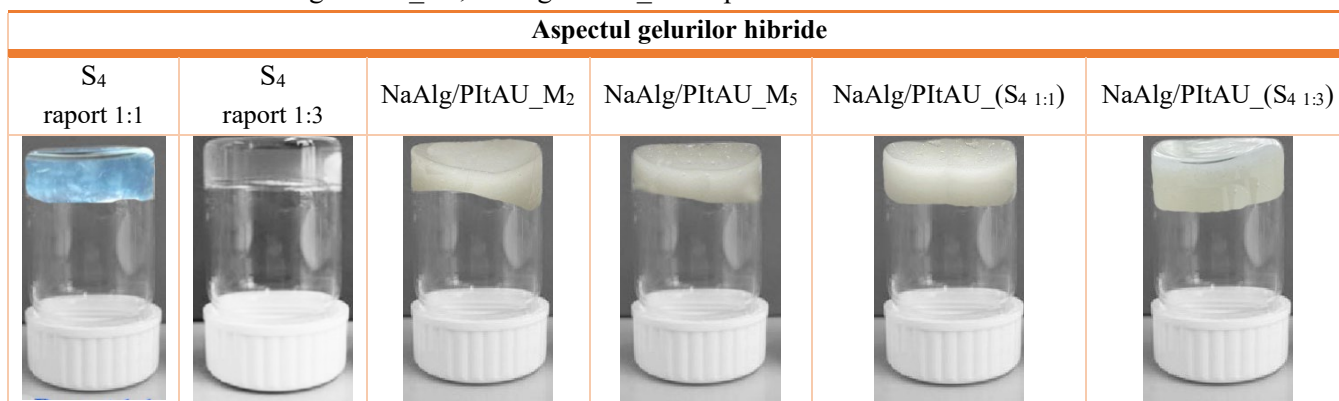 Aspectul gelurilor hibride
S4
raport 1:1
S4
raport 1:3
NaAlg/PItAU_M2
NaAlg/PItAU_M5
NaAlg/PItAU_(S4 1:1)
NaAlg/PItAU_(S4 1:3)